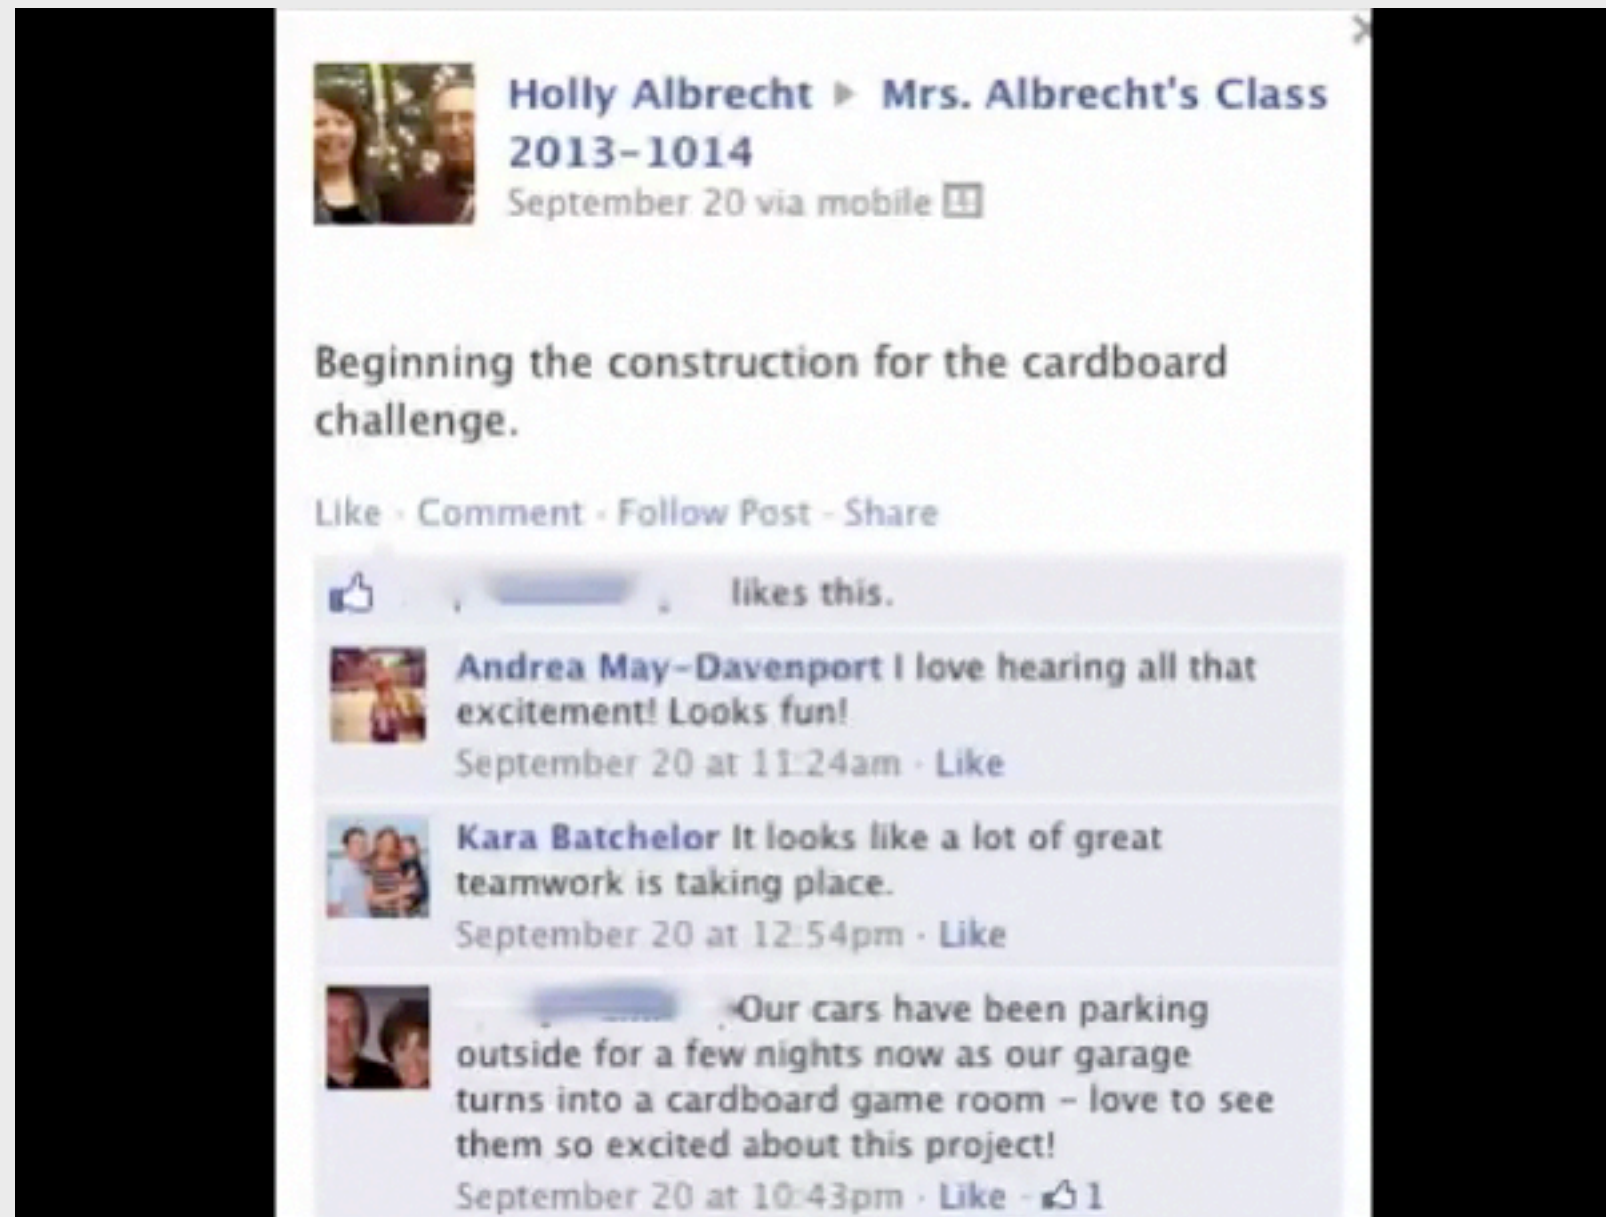 Holly Albrecht ▸ Mrs. Albrecht's Class
2013-1014
September 20 via mobile
Beginning the construction for the cardboard
challenge.
Like · Comment · Follow Post · Share
likes this.
Andrea May-Davenport I love hearing all that
excitement! Looks fun!
September 20 at 11:24am · Like
Kara Batchelor It looks like a lot of great
teamwork is taking place.
September 20 at 12:54pm · Like
Our cars have been parking
outside for a few nights now as our garage
turns into a cardboard game room – love to see
them so excited about this project!
September 20 at 10:43pm · Like · 1